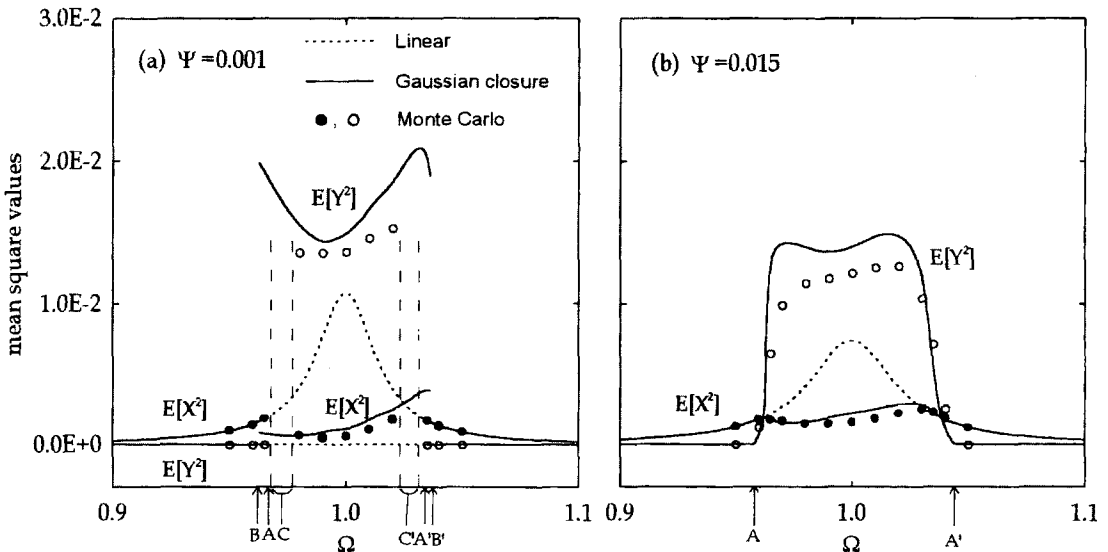 3.0E-2
2.0E-2
1.0E-2
0.0E+0
mean square values
(a) Ψ=0.001
Linear
Gaussian closure
Monte Carlo
E[Y²]
E[X²]
E[X²]
E[Y²]
0.9
1.0
1.1
B A C
C' A' B'
Ω
(b) Ψ=0.015
E[Y²]
E[X²]
0.9
1.0
1.1
A
A'
Ω